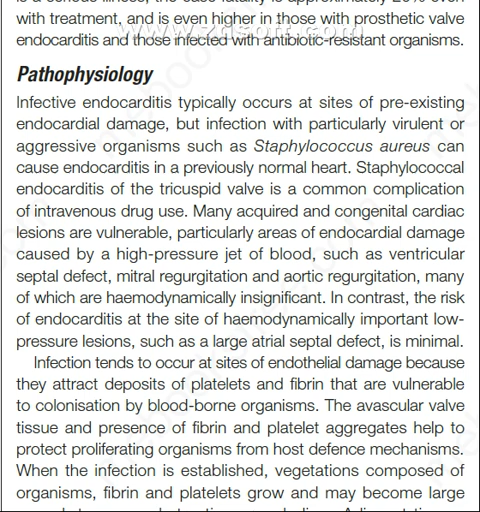 with treatment, and is even higher in those with prosthetic valve
endocarditis and those infected with antibiotic-resistant organisms.
Pathophysiology
Infective endocarditis typically occurs at sites of pre-existing
endocardial damage, but infection with particularly virulent or
aggressive organisms such as Staphylococcus aureus can
cause endocarditis in a previously normal heart. Staphylococcal
endocarditis of the tricuspid valve is a common complication
of intravenous drug use. Many acquired and congenital cardiac
lesions are vulnerable, particularly areas of endocardial damage
caused by a high-pressure jet of blood, such as ventricular
septal defect, mitral regurgitation and aortic regurgitation, many
of which are haemodynamically insignificant. In contrast, the risk
of endocarditis at the site of haemodynamically important low-
pressure lesions, such as a large atrial septal defect, is minimal.
Infection tends to occur at sites of endothelial damage because
they attract deposits of platelets and fibrin that are vulnerable
to colonisation by blood-borne organisms. The avascular valve
tissue and presence of fibrin and platelet aggregates help to
protect proliferating organisms from host defence mechanisms.
When the infection is established, vegetations composed of
organisms, fibrin and platelets grow and may become large